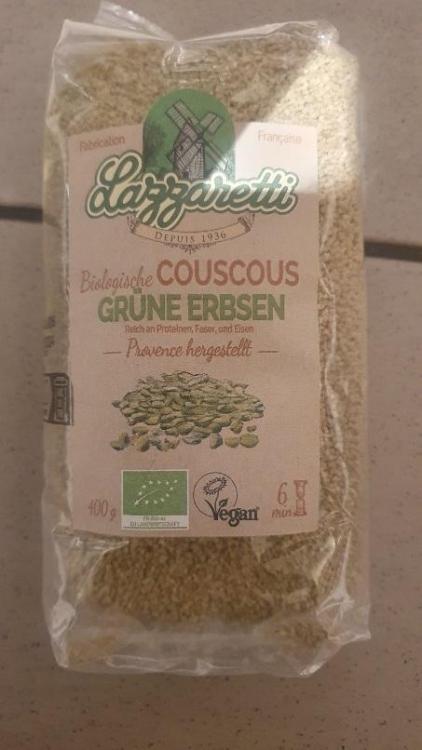 Fabrication Française
Lazzaretti
DEPUIS 1936
Biologische COUSCOUS
GRÜNE ERBSEN
Reich an Proteinen, Faser, und Eisen
Provence hergestellt
400 g
Vegan
6
min